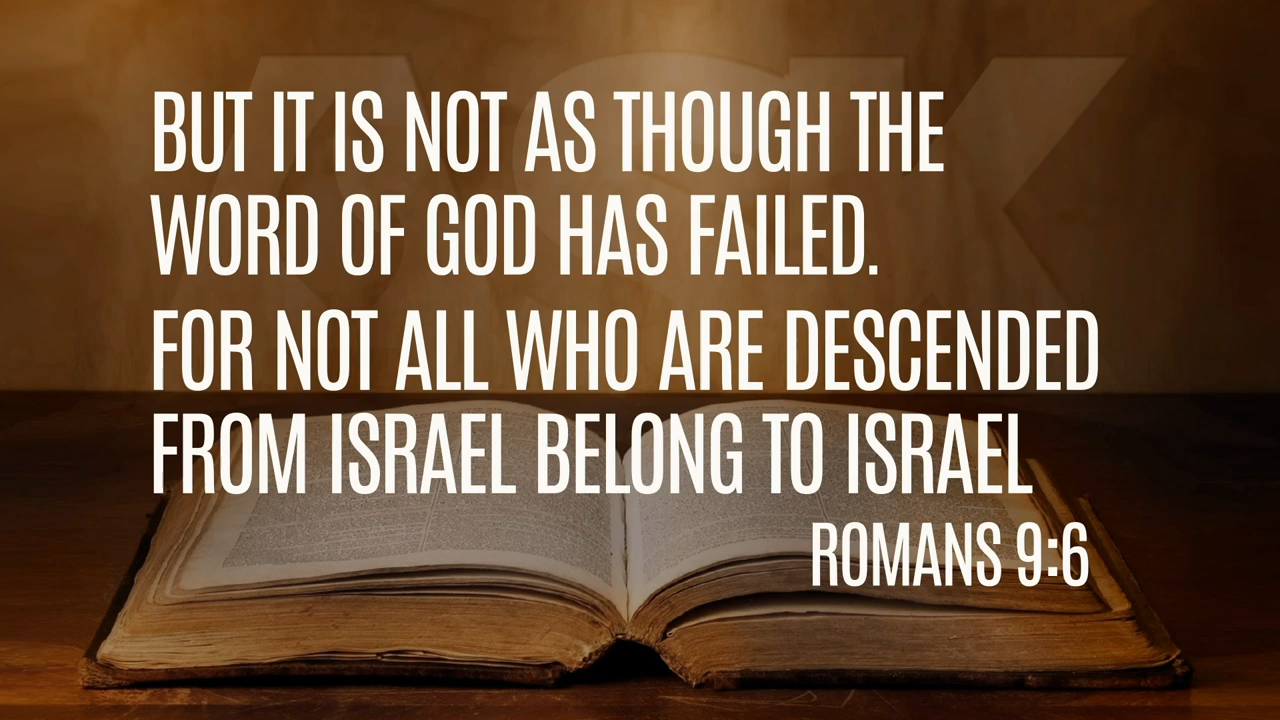 ASK
BUT IT IS NOT AS THOUGH THE
WORD OF GOD HAS FAILED.
FOR NOT ALL WHO ARE DESCENDED
FROM ISRAEL BELONG TO ISRAEL
ROMANS 9:6